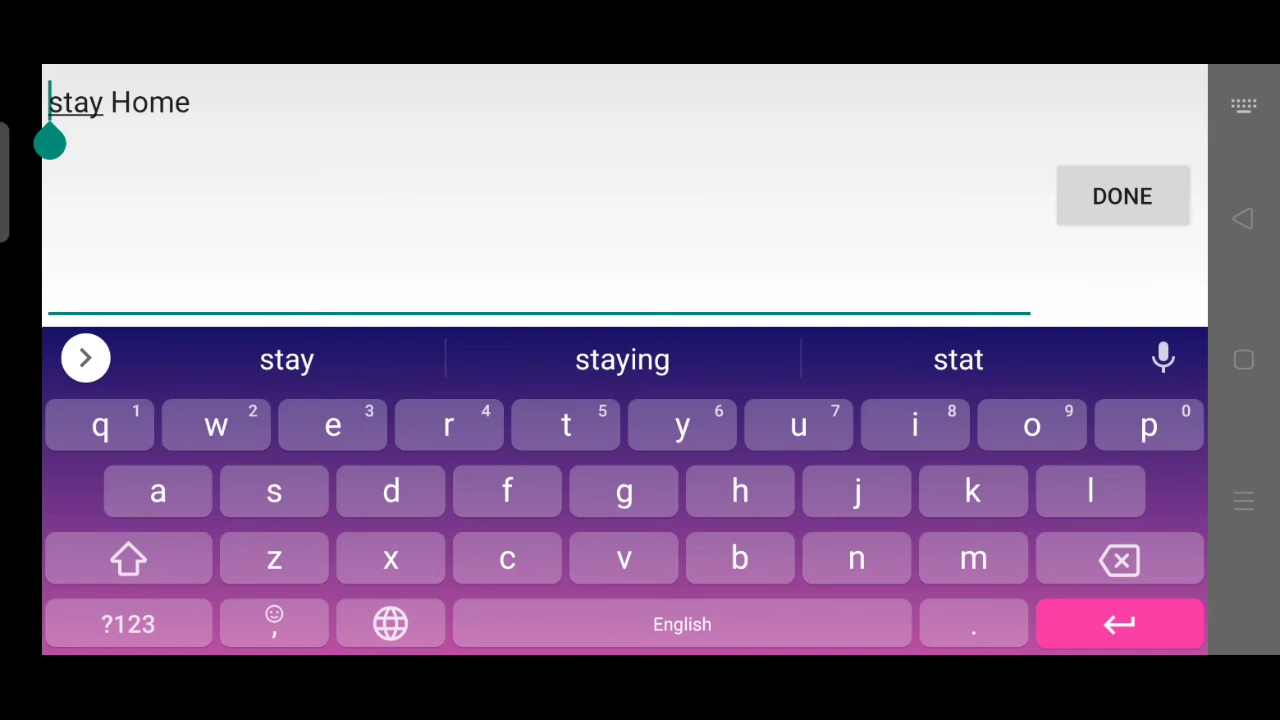 stay Home
DONE
stay staying stat
q 1 w 2 e 3 r 4 t 5 y 6 u 7 i 8 o 9 p 0
a s d f g h j k l
z x c v b n m
?123 , English .